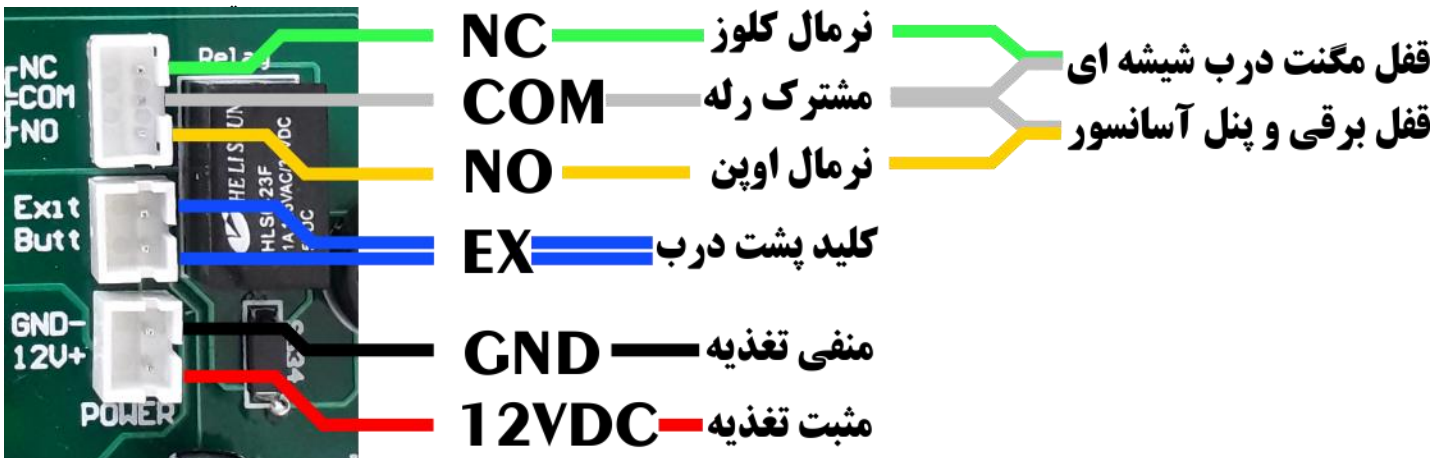 NC
COM
NO
Exit
Butt
GND-
12V+
POWER
Relay
HELISHUN
NC نرمال کلوز
COM مشترک رله
NO نرمال اوپن
EX کلید پشت درب
GND منفی تغذیه
12VDC مثبت تغذیه
قفل مگنت درب شیشه ای
قفل برقی و پنل آسانسور